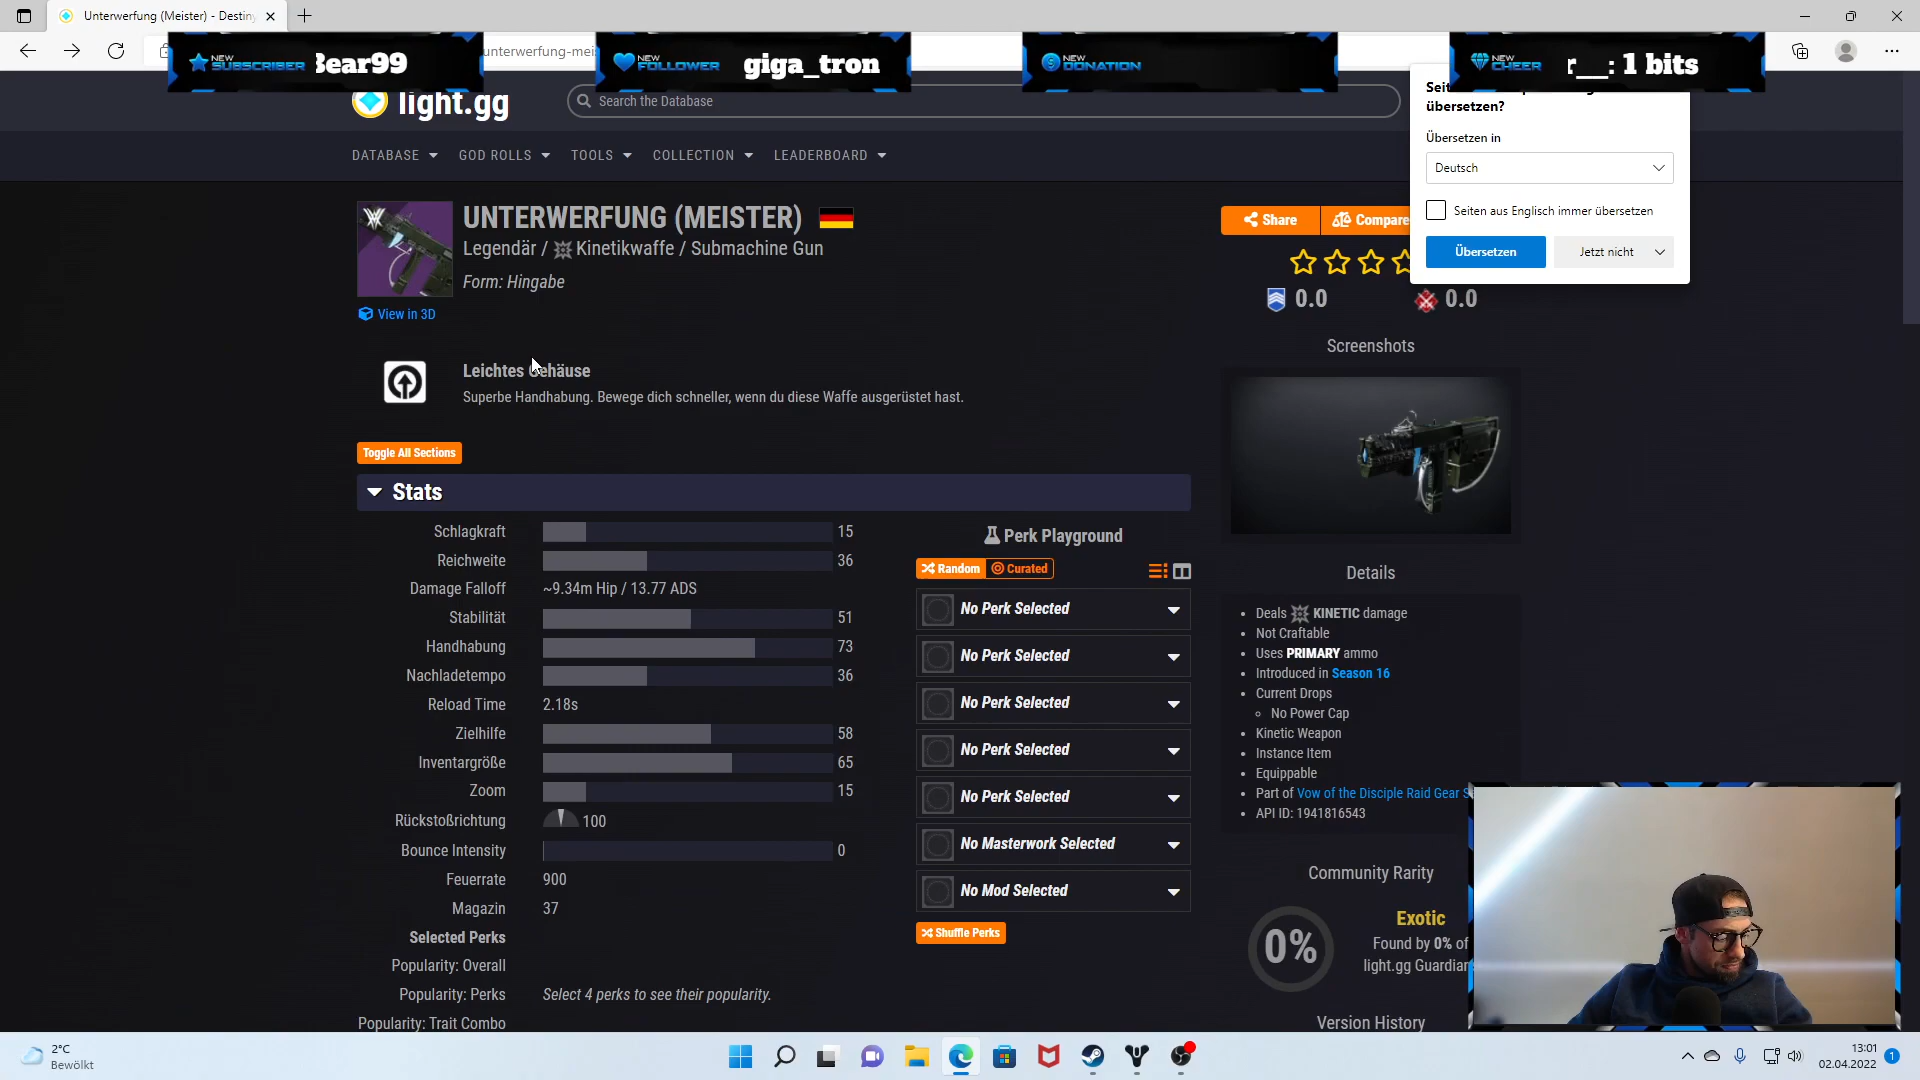 Unterwerfung (Meister) - Destiny
unterwerfung-meis
NEW SUBSCRIBER Bear99
NEW FOLLOWER giga_tron
NEW DONATION
NEW CHEER r__: 1 bits
light.gg
Search the Database
übersetzen?
Übersetzen in
Deutsch
Seiten aus Englisch immer übersetzen
Übersetzen
Jetzt nicht
DATABASE
GOD ROLLS
TOOLS
COLLECTION
LEADERBOARD
UNTERWERFUNG (MEISTER)
Legendär / Kinetikwaffe / Submachine Gun
Form: Hingabe
View in 3D
Share
Compare
0.0
0.0
Leichtes Gehäuse
Superbe Handhabung. Bewege dich schneller, wenn du diese Waffe ausgerüstet hast.
Toggle All Sections
Stats
Schlagkraft 15
Reichweite 36
Damage Falloff ~9.34m Hip / 13.77 ADS
Stabilität 51
Handhabung 73
Nachladetempo 36
Reload Time 2.18s
Zielhilfe 58
Inventargröße 65
Zoom 15
Rückstoßrichtung 100
Bounce Intensity 0
Feuerrate 900
Magazin 37
Selected Perks
Popularity: Overall
Popularity: Perks Select 4 perks to see their popularity.
Popularity: Trait Combo
Perk Playground
Random
Curated
No Perk Selected
No Perk Selected
No Perk Selected
No Perk Selected
No Perk Selected
No Masterwork Selected
No Mod Selected
Shuffle Perks
Screenshots
Details
Deals KINETIC damage
Not Craftable
Uses PRIMARY ammo
Introduced in Season 16
Current Drops
No Power Cap
Kinetic Weapon
Instance Item
Equippable
Part of Vow of the Disciple Raid Gear S
API ID: 1941816543
Community Rarity
0%
Exotic
Found by 0% of
light.gg Guardian
Version History
2°C
Bewölkt
13:01
02.04.2022
1